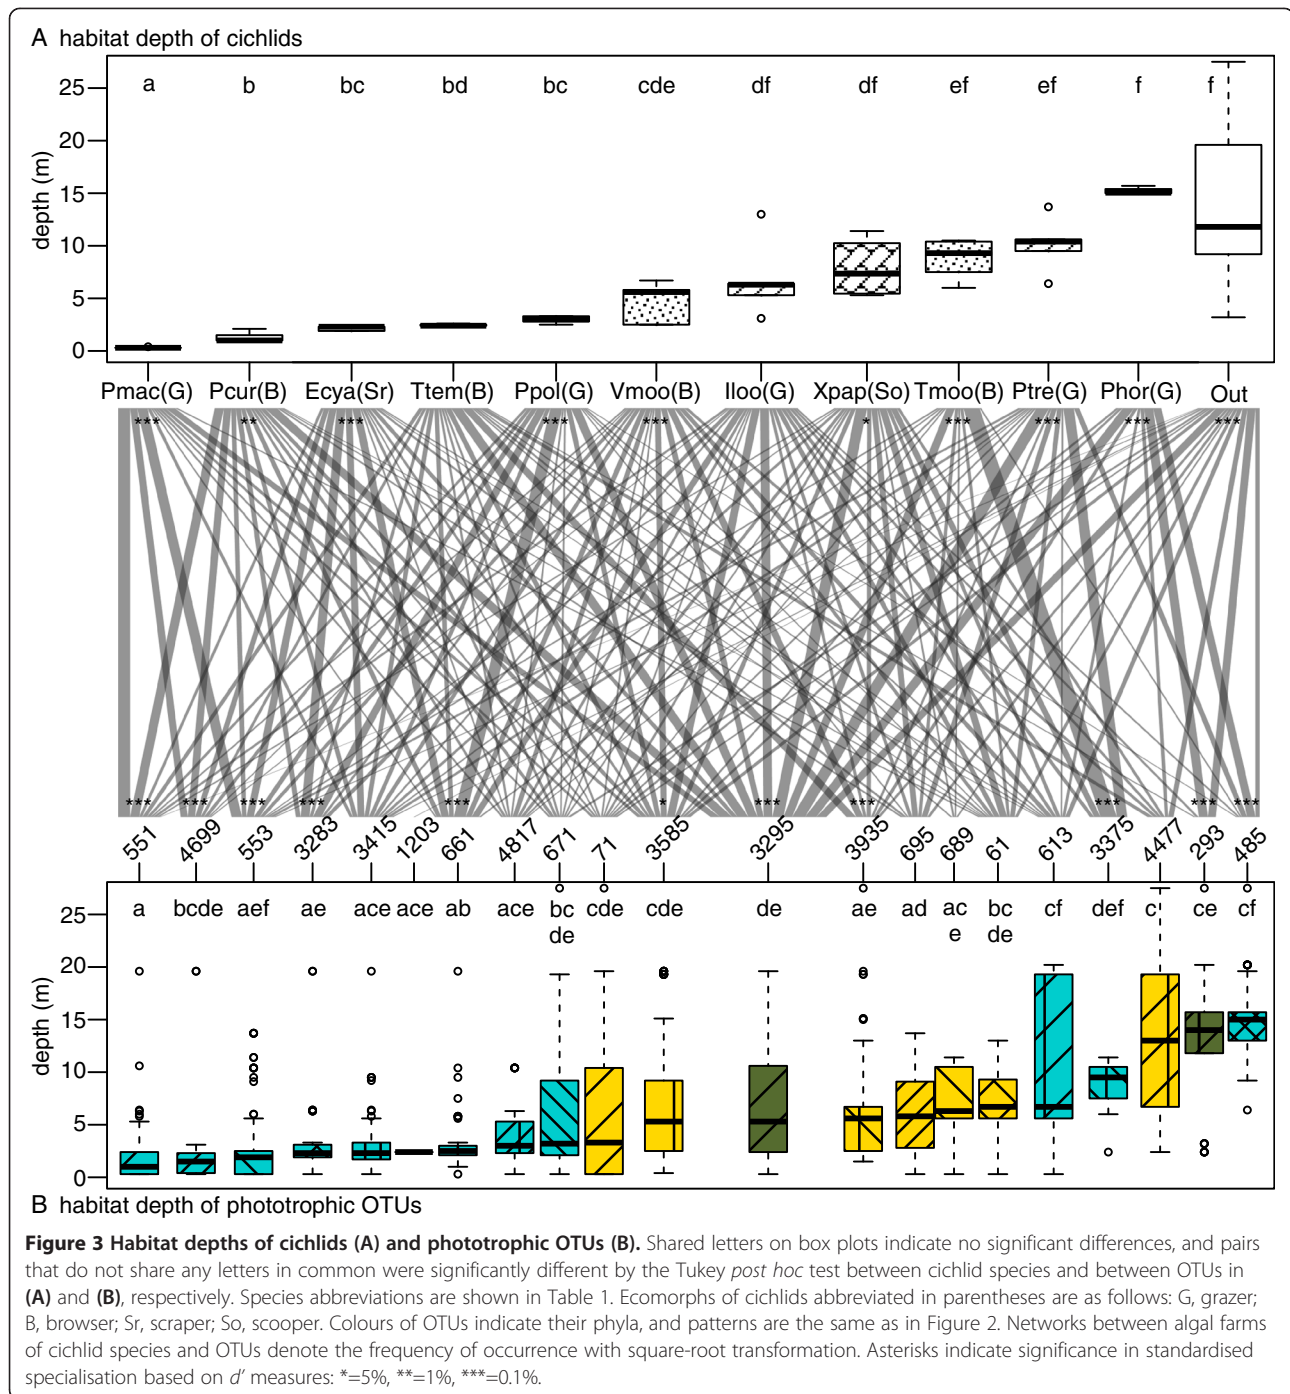 A habitat depth of cichlids
a b bc bd bc cde df df ef ef f f
25
20
15
10
5
0
depth (m)
Pmac(G) Pcur(B) Ecya(Sr) Ttem(B) Ppol(G) Vmoo(B) Iloo(G) Xpap(So) Tmoo(B) Ptre(G) Phor(G) Out
*** ** *** *** *** * *** *** *** ***
*** *** *** *** *** * *** *** *** *** ***
551 4699 553 3283 3415 1203 661 4817 671 71 3585 3295 3935 695 689 61 613 3375 4477 293 485
a bcde aef ae ace ace ab ace bc cde cde de ae ad ac bc cf def c ce cf
de e de
25
20
15
10
5
0
depth (m)
B habitat depth of phototrophic OTUs
Figure 3 Habitat depths of cichlids (A) and phototrophic OTUs (B). Shared letters on box plots indicate no significant differences, and pairs
that do not share any letters in common were significantly different by the Tukey post hoc test between cichlid species and between OTUs in
(A) and (B), respectively. Species abbreviations are shown in Table 1. Ecomorphs of cichlids abbreviated in parentheses are as follows: G, grazer;
B, browser; Sr, scraper; So, scooper. Colours of OTUs indicate their phyla, and patterns are the same as in Figure 2. Networks between algal farms
of cichlid species and OTUs denote the frequency of occurrence with square-root transformation. Asterisks indicate significance in standardised
specialisation based on d′ measures: *=5%, **=1%, ***=0.1%.